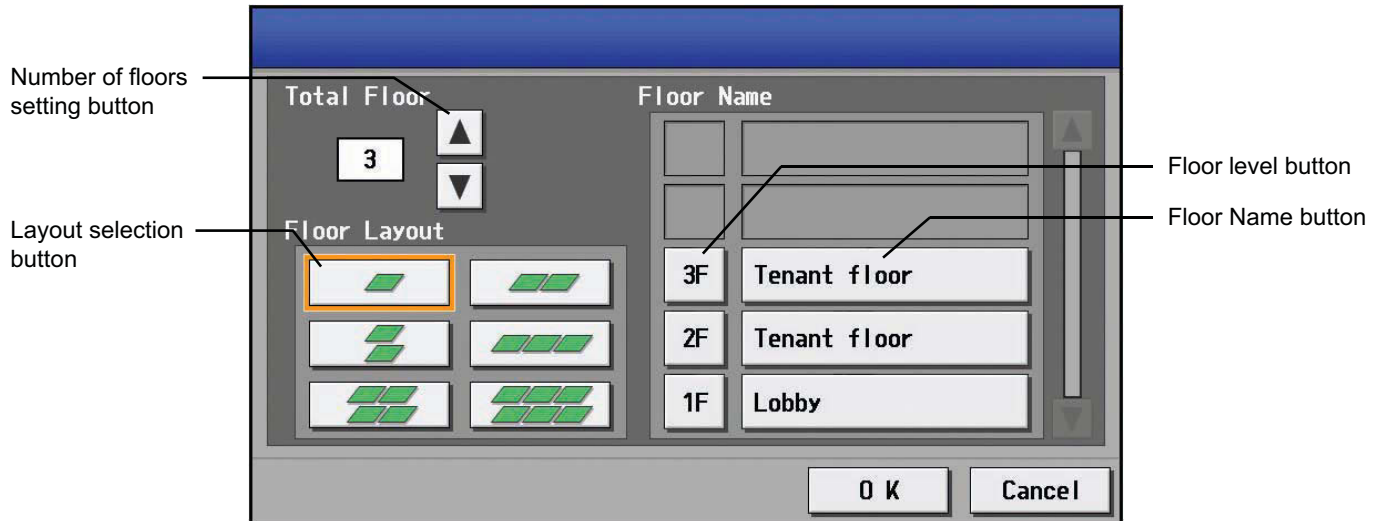 Number of floors
setting button
Layout selection
button
Total Floor
3
Floor Layout
Floor Name
3F Tenant floor
2F Tenant floor
1F Lobby
O K
Cancel
Floor level button
Floor Name button